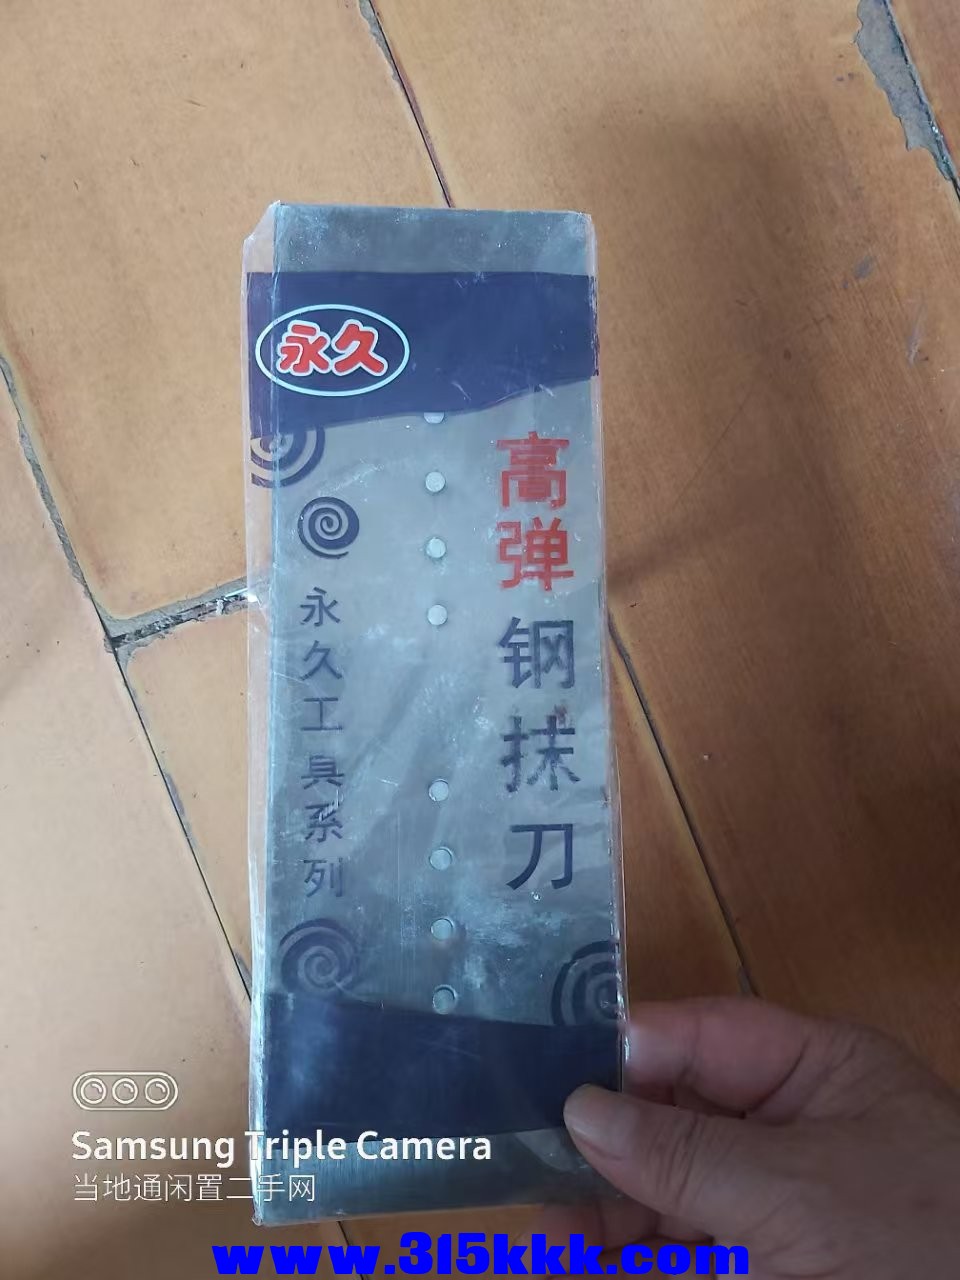 永久
高弹钢抹刀
永久工具系列
Samsung Triple Camera
当地通闲置二手网
www.315kkk.com